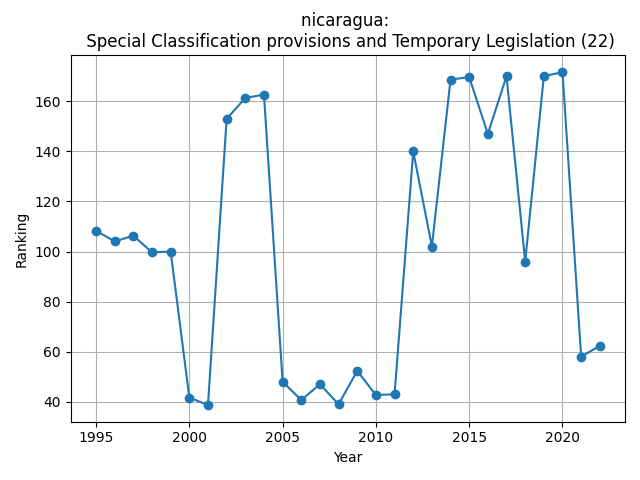 nicaragua:
Special Classification provisions and Temporary Legislation (22)
Ranking
160
140
120
100
80
60
40
1995 2000 2005 2010 2015 2020
Year